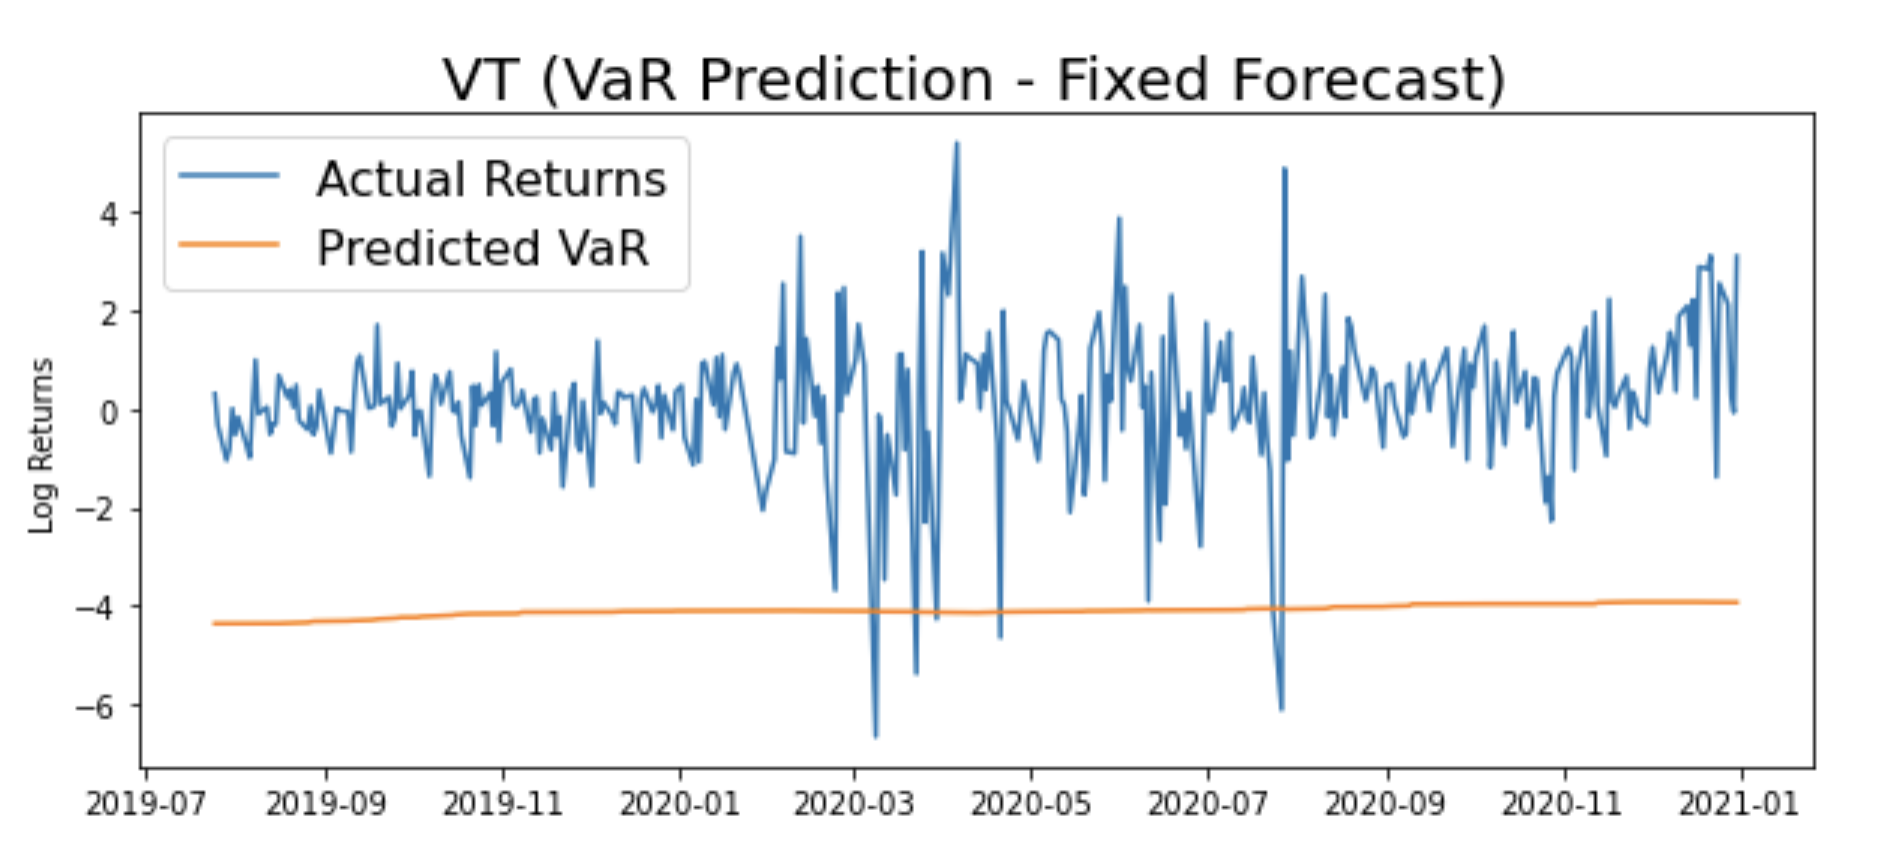 VT (VaR Prediction - Fixed Forecast)
Actual Returns
Predicted VaR
Log Returns
4
2
0
−2
−4
−6
2019-07 2019-09 2019-11 2020-01 2020-03 2020-05 2020-07 2020-09 2020-11 2021-01